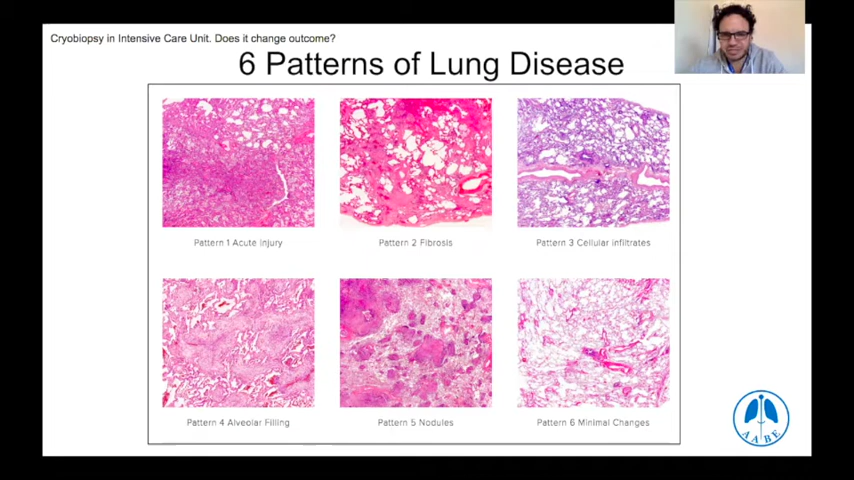 Cryobiopsy in Intensive Care Unit. Does it change outcome?
6 Patterns of Lung Disease
Pattern 1 Acute injury
Pattern 2 Fibrosis
Pattern 3 Cellular infiltrates
Pattern 4 Alveolar Filling
Pattern 5 Nodules
Pattern 6 Minimal Changes
AABE